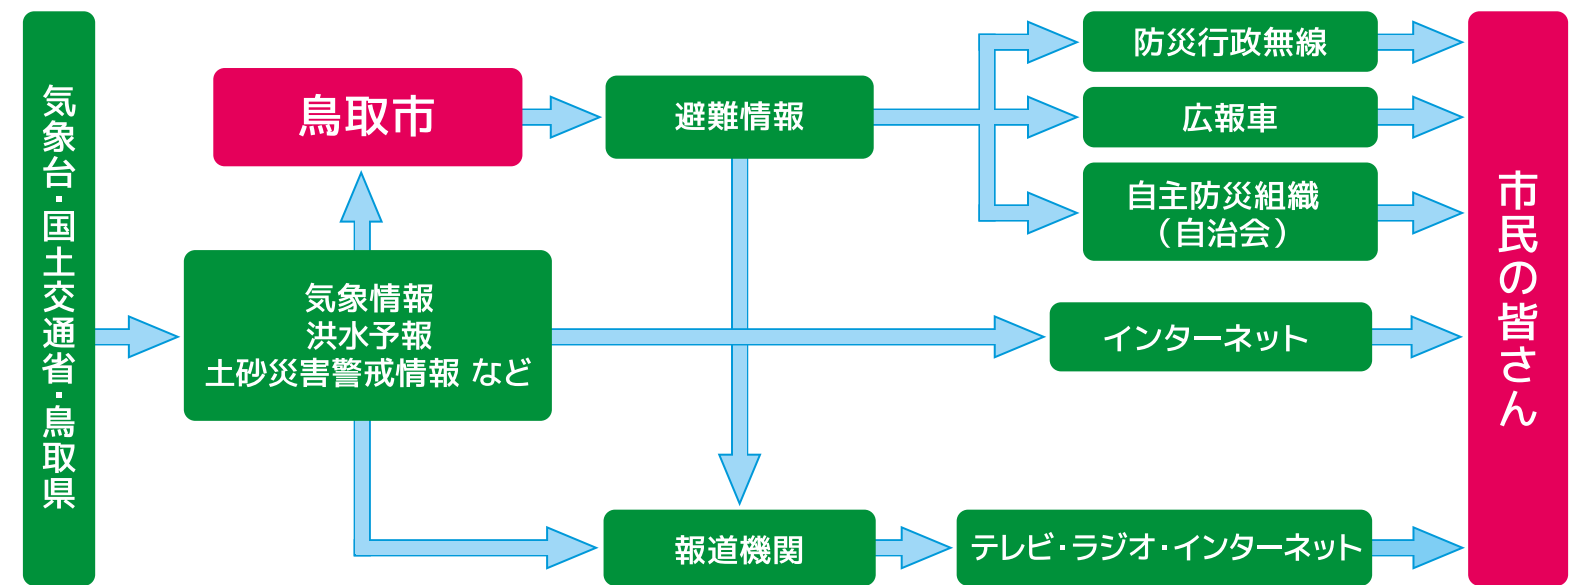 気象台・国土交通省・鳥取県
鳥取市
気象情報
洪水予報
土砂災害警戒情報 など
避難情報
報道機関
防災行政無線
広報車
自主防災組織
（自治会）
インターネット
テレビ・ラジオ・インターネット
市民の皆さん